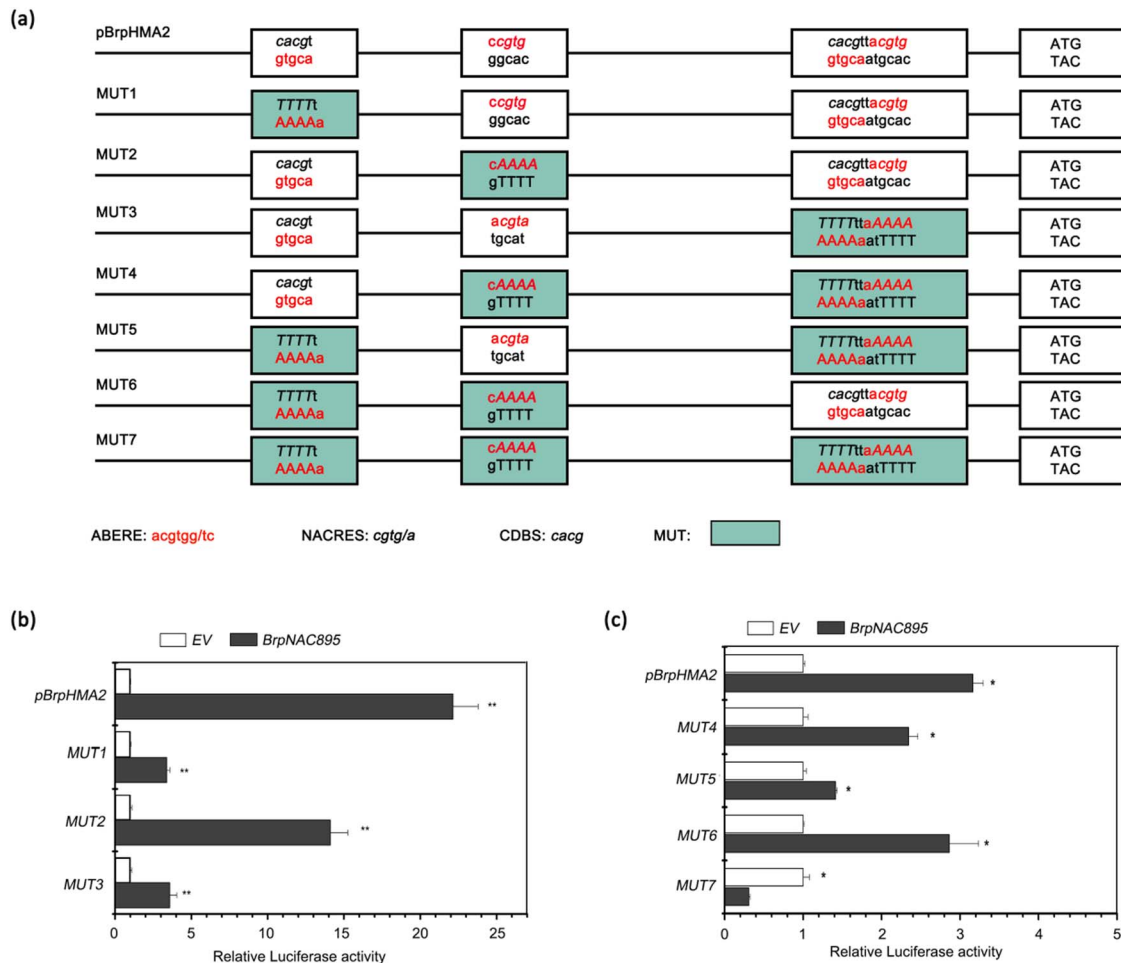 (a)
pBrpHMA2
cacgt ccgtg cacgttacgtg ATG
gtgca ggcac gtgcaatgcac TAC
MUT1
TTTTt ccgtg cacgttacgtg ATG
AAAAa ggcac gtgcaatgcac TAC
MUT2
cacgt cAAAA cacgttacgtg ATG
gtgca gTTTT gtgcaatgcac TAC
MUT3
cacgt acgta TTTTttaAAAA ATG
gtgca tgcat AAAAaatTTTT TAC
MUT4
cacgt cAAAA TTTTttaAAAA ATG
gtgca gTTTT AAAAaatTTTT TAC
MUT5
TTTTt acgta TTTTttaAAAA ATG
AAAAa tgcat AAAAaatTTTT TAC
MUT6
TTTTt cAAAA cacgttacgtg ATG
AAAAa gTTTT gtgcaatgcac TAC
MUT7
TTTTt cAAAA TTTTttaAAAA ATG
AAAAa gTTTT AAAAaatTTTT TAC
ABERE: acgtgg/tc NACRES: cgtg/a CDBS: cacg MUT:
(b)
EV BrpNAC895
pBrpHMA2 **
MUT1 **
MUT2 **
MUT3 **
0 5 10 15 20 25
Relative Luciferase activity
(c)
EV BrpNAC895
pBrpHMA2 *
MUT4 *
MUT5 *
MUT6 *
MUT7 *
0 1 2 3 4 5
Relative Luciferase activity